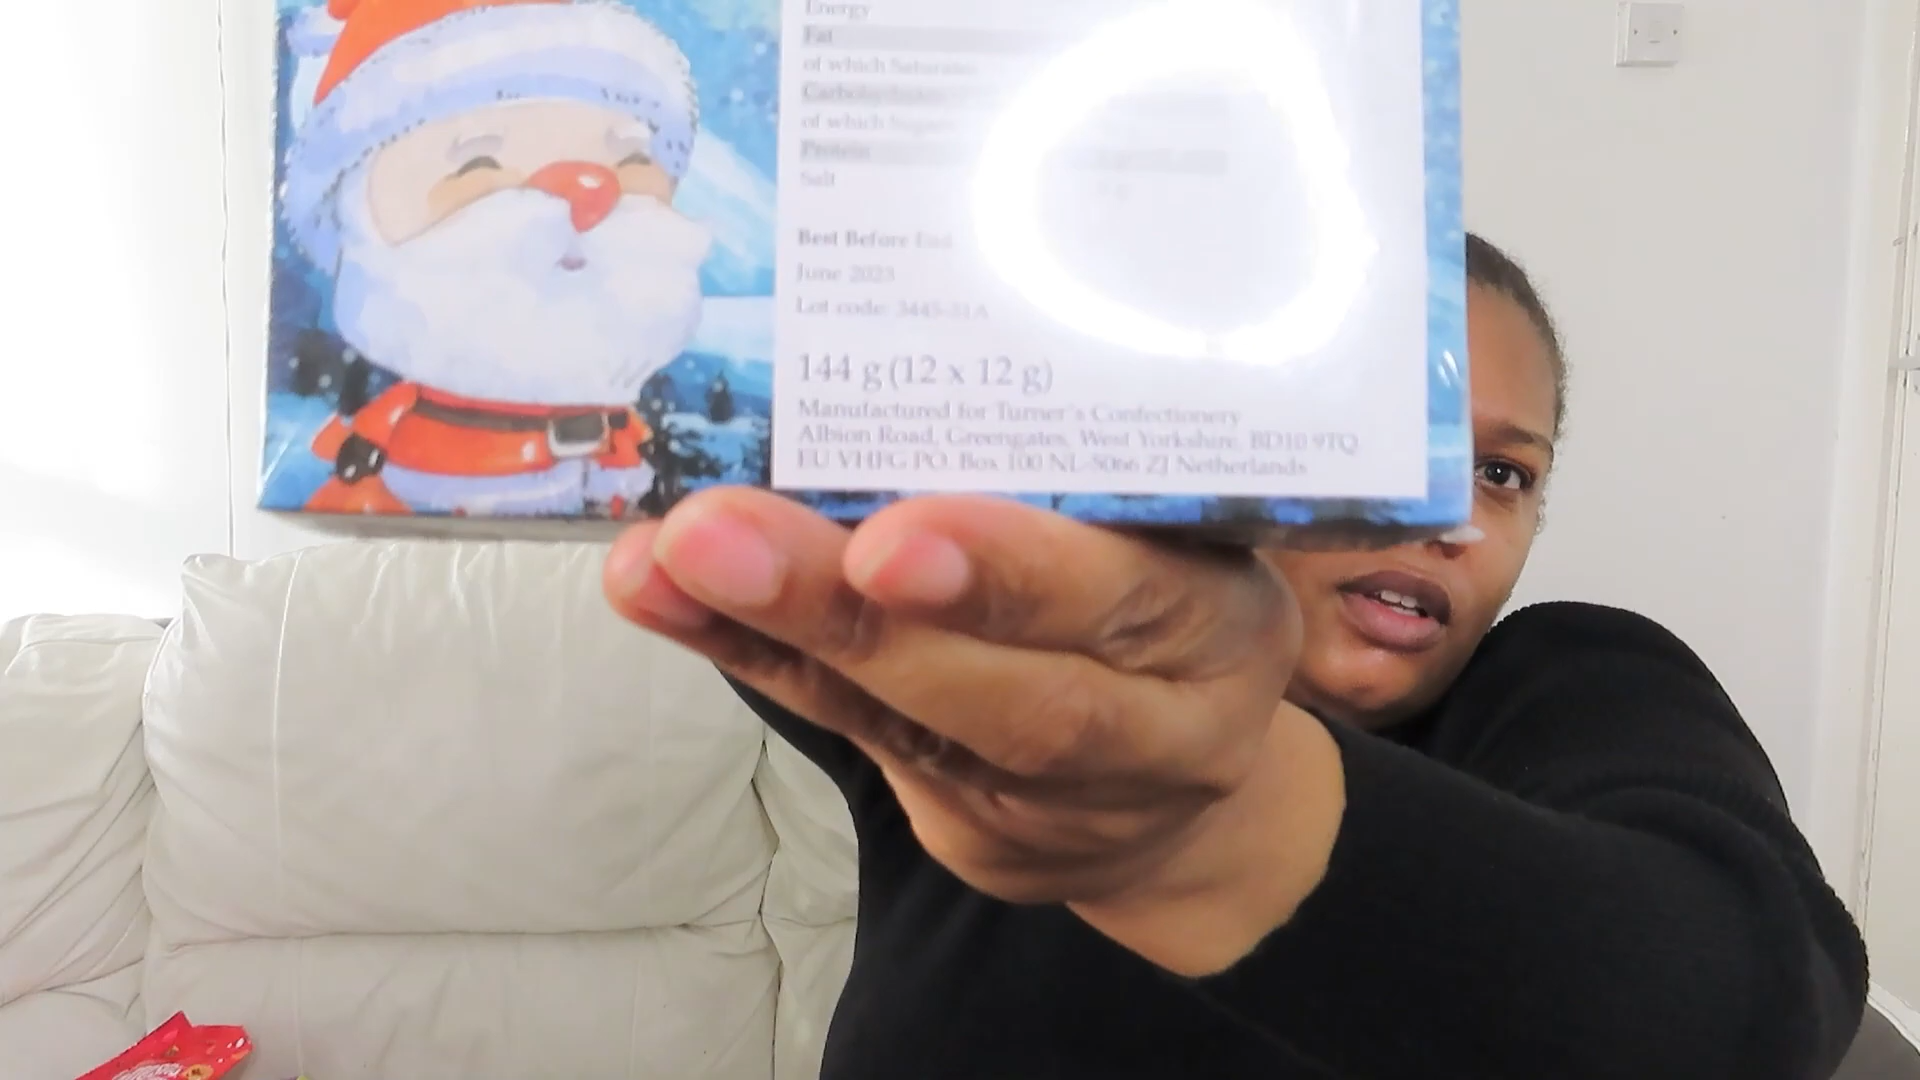 Energy
Fat
of which Saturates
Carbohydrate
of which Sugars
Protein
Salt
Best Before End
June 2023
Lot code: 3445-31A
144 g (12 x 12 g)
Manufactured for Turner's Confectionery
Albion Road, Greengates, West Yorkshire, BD10 9TQ.
EU VHFG PO. Box 100 NL-5066 ZJ Netherlands